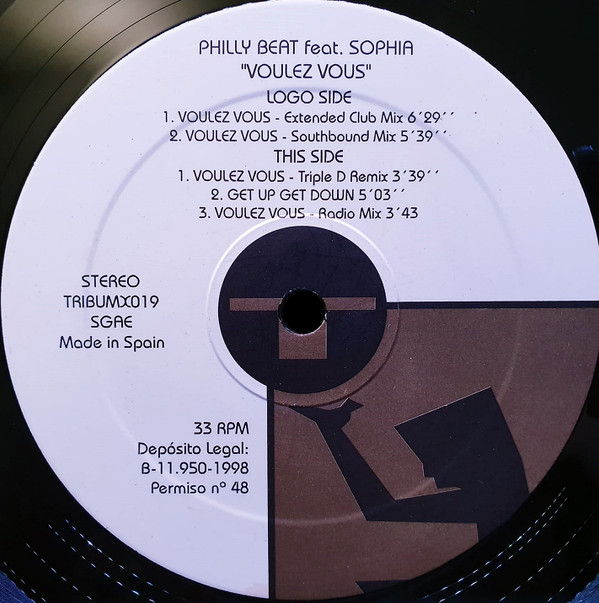 PHILLY BEAT feat. SOPHIA
"VOULEZ VOUS"
LOGO SIDE
1. VOULEZ VOUS - Extended Club Mix 6´29´´
2. VOULEZ VOUS - Southbound Mix 5´39´´
THIS SIDE
1. VOULEZ VOUS - Triple D Remix 3´39´´
2. GET UP GET DOWN 5´03´´
3. VOULEZ VOUS - Radio Mix 3´43
STEREO
TRIBUMX019
SGAE
Made in Spain
33 RPM
Depósito Legal:
B-11.950-1998
Permiso nº 48